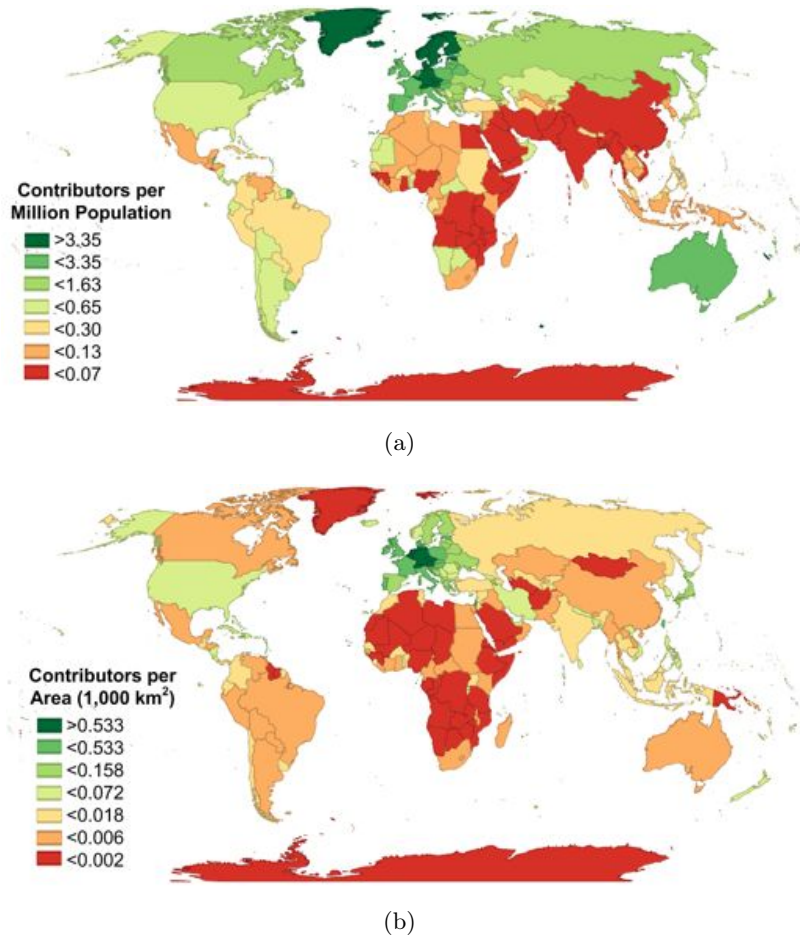 Contributors per
Million Population
>3.35
<3.35
<1.63
<0.65
<0.30
<0.13
<0.07
(a)
Contributors per
Area (1,000 km²)
>0.533
<0.533
<0.158
<0.072
<0.018
<0.006
<0.002
(b)